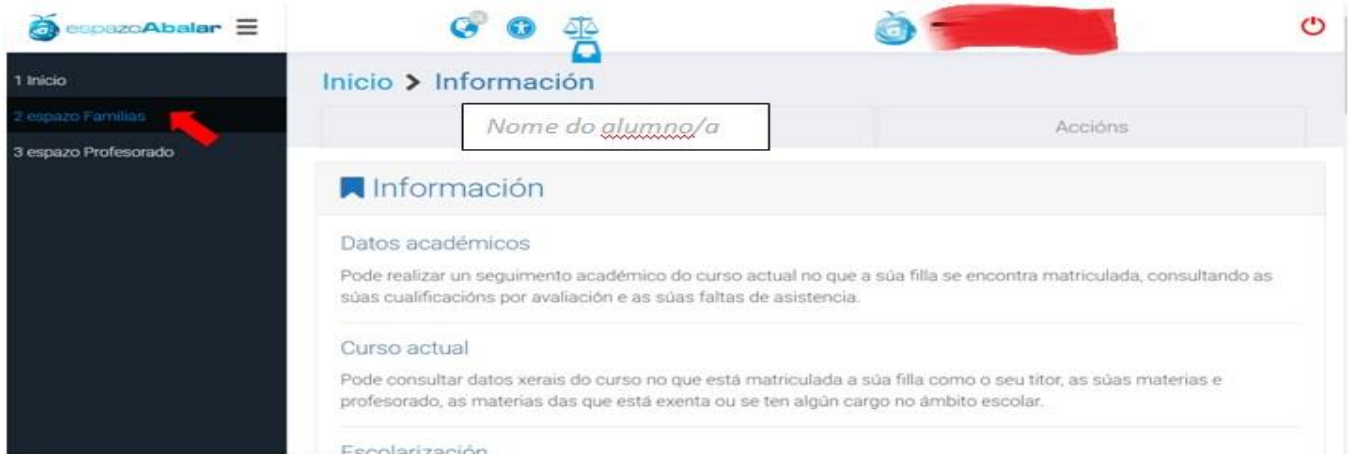 espazoAbalar
1 Inicio
2 espazo Familias
3 espazo Profesorado
Inicio > Información
Nome do alumno/a
Accións
Información
Datos académicos
Pode realizar un seguimento académico do curso actual no que a súa filla se encontra matriculada, consultando as
súas cualificacións por avaliación e as súas faltas de asistencia.
Curso actual
Pode consultar datos xerais do curso no que está matriculada a súa filla como o seu titor, as súas materias e
profesorado, as materias das que está exenta ou se ten algún cargo no ámbito escolar.
Escolarización